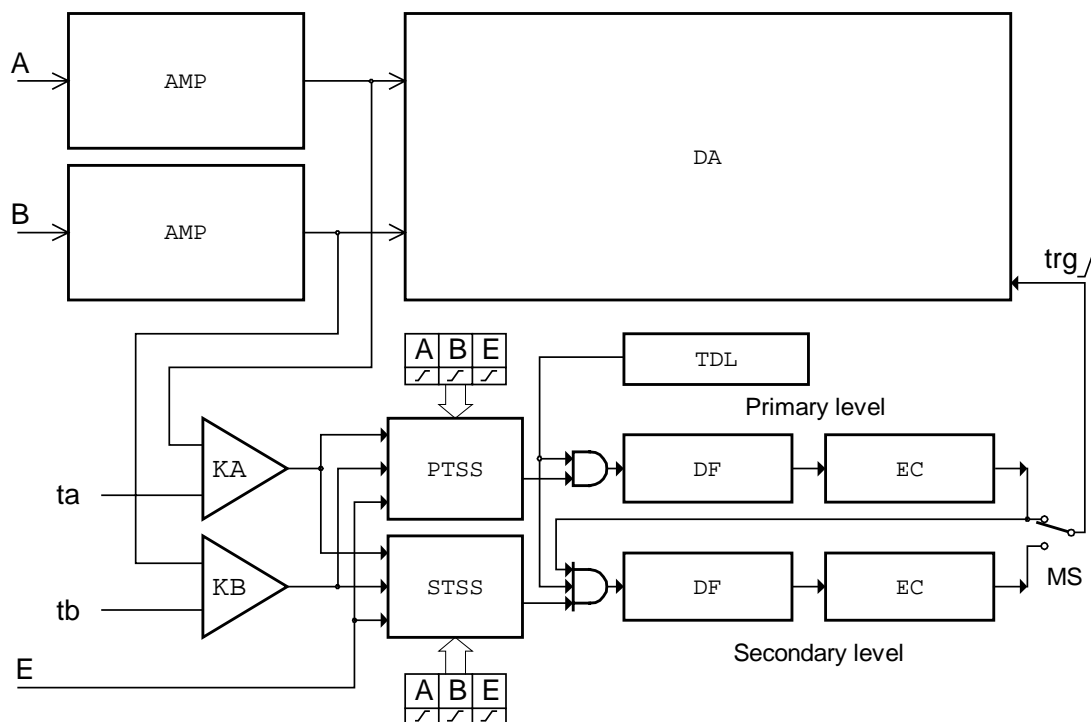 A
AMP
DA
B
AMP
trg
A B E
TDL
Primary level
KA
PTSS
DF
EC
ta
KB
STSS
DF
EC
MS
tb
Secondary level
E
A B E